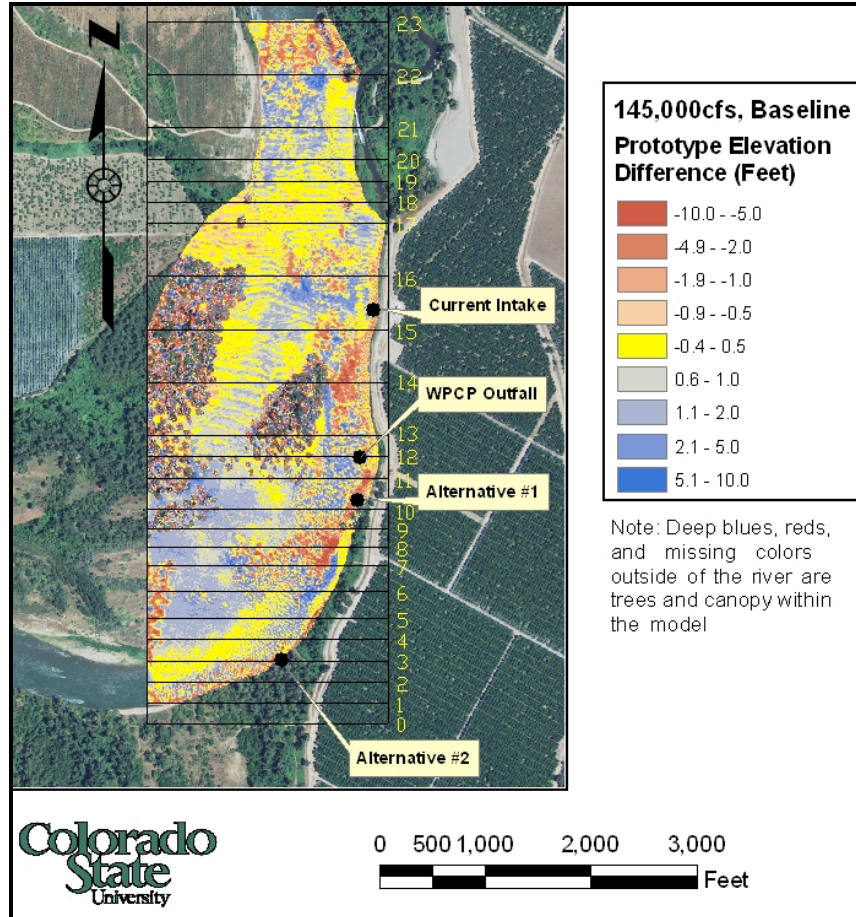 23
22
21
20
19
18
17
16
15
14
13
12
11
10
9
8
7
6
5
4
3
2
1
0
Z
Current Intake
WPCP Outfall
Alternative #1
Alternative #2
145,000cfs, Baseline
Prototype Elevation
Difference (Feet)
-10.0 - -5.0
-4.9 - -2.0
-1.9 - -1.0
-0.9 - -0.5
-0.4 - 0.5
0.6 - 1.0
1.1 - 2.0
2.1 - 5.0
5.1 - 10.0
Note: Deep blues, reds,
and missing colors
outside of the river are
trees and canopy within
the model
Colorado
State
University
0 500 1,000 2,000 3,000
Feet